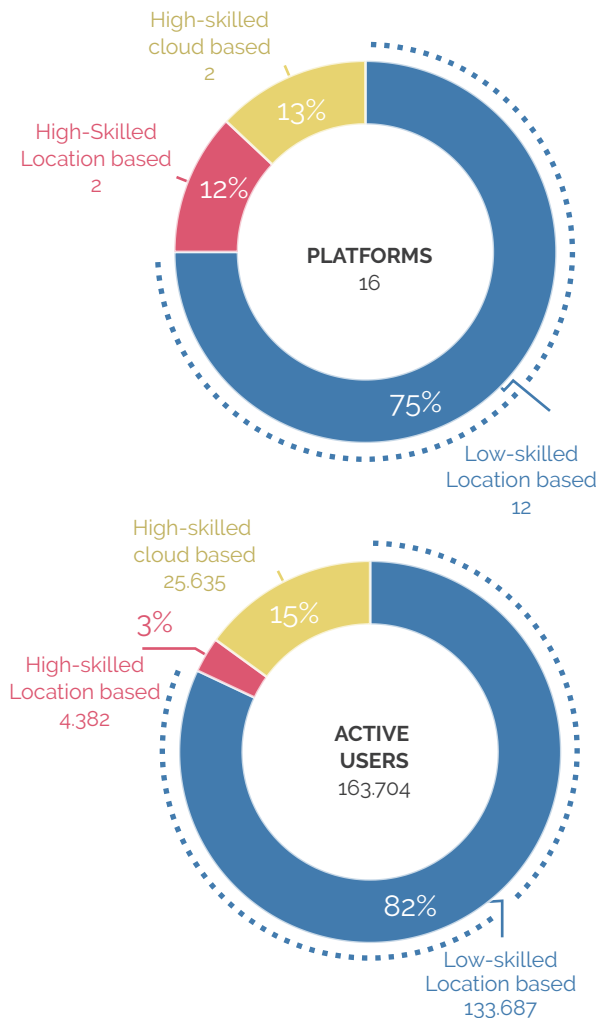 High-skilled
cloud based
2
13%
High-Skilled
Location based
2
12%
PLATFORMS
16
75%
Low-skilled
Location based
12
High-skilled
cloud based
25.635
15%
3%
High-skilled
Location based
4.382
ACTIVE
USERS
163.704
82%
Low-skilled
Location based
133.687